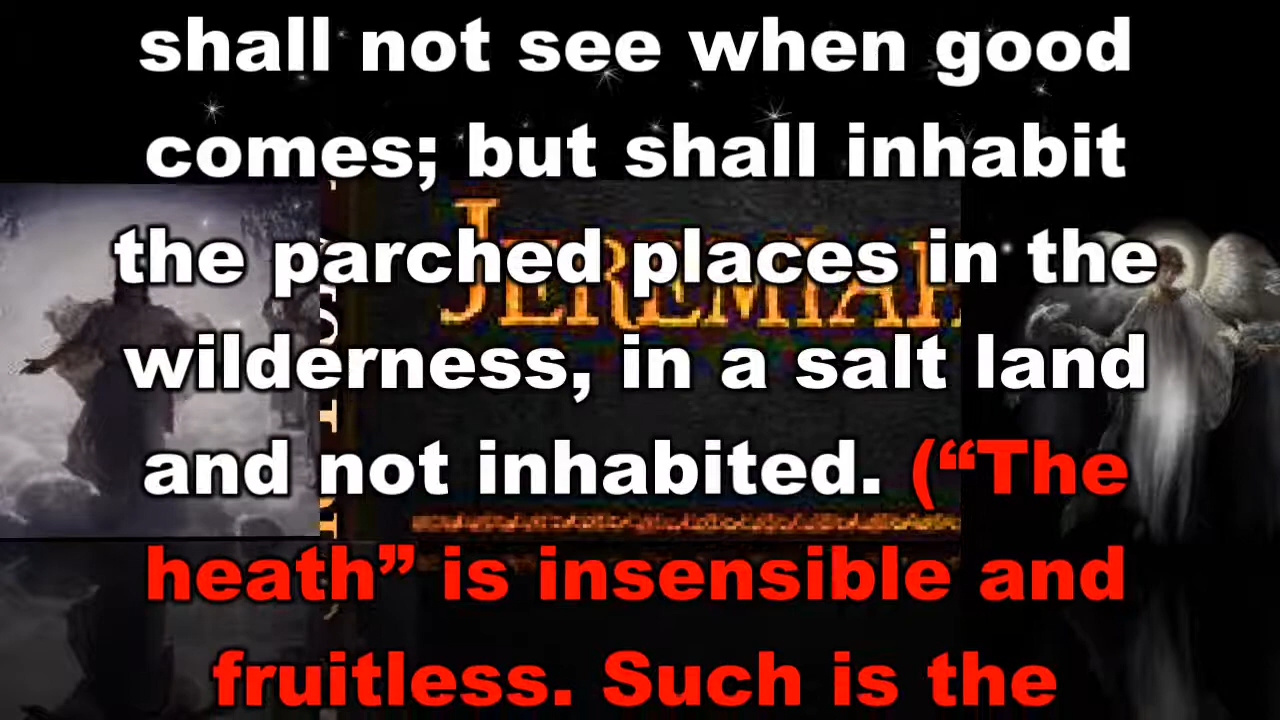 shall not see when good
comes; but shall inhabit
the parched places in the
wilderness, in a salt land
and not inhabited. (“The
heath” is insensible and
fruitless. Such is the
JEREMIAH